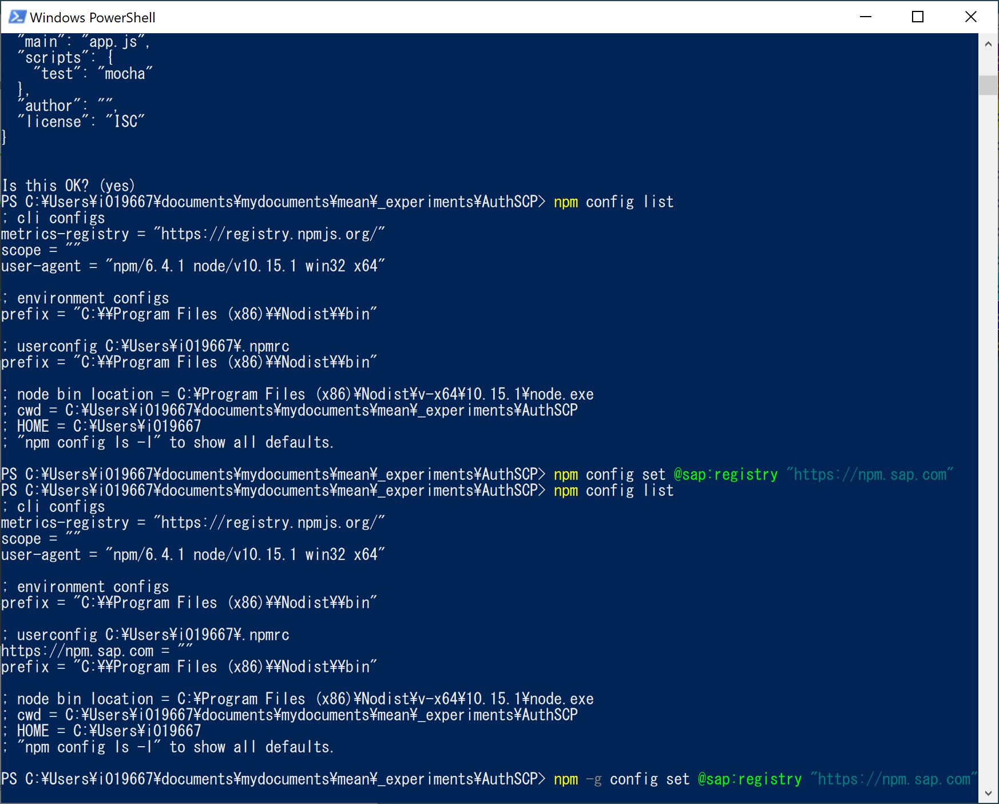 Windows PowerShell
  "main": "app.js",
  "scripts": {
    "test": "mocha"
  },
  "author": "",
  "license": "ISC"
}
Is this OK? (yes)
PS C:¥Users¥i019667¥documents¥mydocuments¥mean¥_experiments¥AuthSCP> npm config list
; cli configs
metrics-registry = "https://registry.npmjs.org/"
scope = ""
user-agent = "npm/6.4.1 node/v10.15.1 win32 x64"
; environment configs
prefix = "C:¥¥Program Files (x86)¥¥Nodist¥¥bin"
; userconfig C:¥Users¥i019667¥.npmrc
prefix = "C:¥¥Program Files (x86)¥¥Nodist¥¥bin"
; node bin location = C:¥Program Files (x86)¥Nodist¥v-x64¥10.15.1¥node.exe
; cwd = C:¥Users¥i019667¥documents¥mydocuments¥mean¥_experiments¥AuthSCP
; HOME = C:¥Users¥i019667
; "npm config ls -l" to show all defaults.
PS C:¥Users¥i019667¥documents¥mydocuments¥mean¥_experiments¥AuthSCP> npm config set @sap:registry "https://npm.sap.com"
PS C:¥Users¥i019667¥documents¥mydocuments¥mean¥_experiments¥AuthSCP> npm config list
; cli configs
metrics-registry = "https://registry.npmjs.org/"
scope = ""
user-agent = "npm/6.4.1 node/v10.15.1 win32 x64"
; environment configs
prefix = "C:¥¥Program Files (x86)¥¥Nodist¥¥bin"
; userconfig C:¥Users¥i019667¥.npmrc
https://npm.sap.com = ""
prefix = "C:¥¥Program Files (x86)¥¥Nodist¥¥bin"
; node bin location = C:¥Program Files (x86)¥Nodist¥v-x64¥10.15.1¥node.exe
; cwd = C:¥Users¥i019667¥documents¥mydocuments¥mean¥_experiments¥AuthSCP
; HOME = C:¥Users¥i019667
; "npm config ls -l" to show all defaults.
PS C:¥Users¥i019667¥documents¥mydocuments¥mean¥_experiments¥AuthSCP> npm -g config set @sap:registry "https://npm.sap.com"